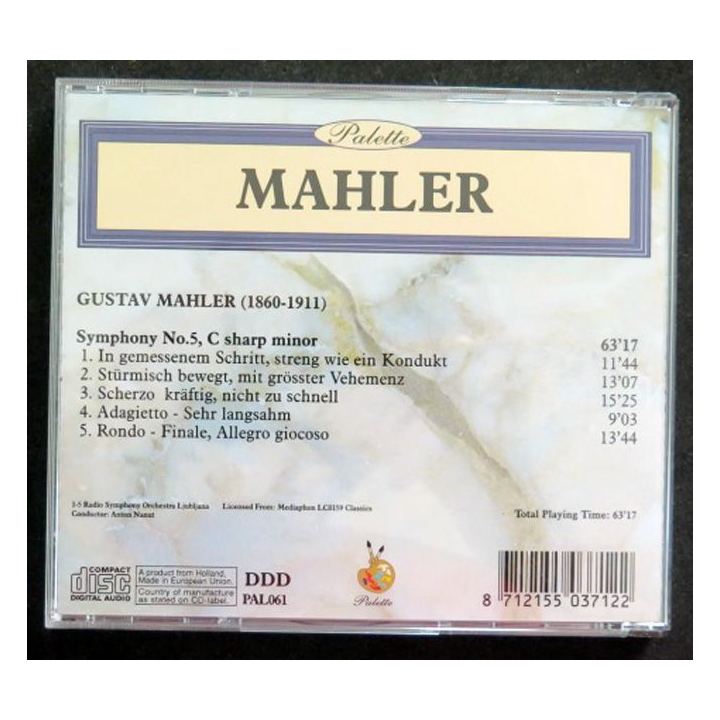 Palette
MAHLER
GUSTAV MAHLER (1860-1911)
Symphony No.5, C sharp minor 63'17
1. In gemessenem Schritt, streng wie ein Kondukt 11'44
2. Stürmisch bewegt, mit grösster Vehemenz 13'07
3. Scherzo kräftig, nicht zu schnell 15'25
4. Adagietto - Sehr langsahm 9'03
5. Rondo - Finale, Allegro giocoso 13'44
1-5 Radio Symphony Orchestra Ljubljana Licensed From: Mediaphon LC8159 Classics
Conductor: Anton Nanut
Total Playing Time: 63'17
COMPACT
disc
DIGITAL AUDIO
A product from Holland,
Made in European Union.
Country of manufacture
as stated on CD-label.
DDD
PAL061
Palette
8 712155 037122